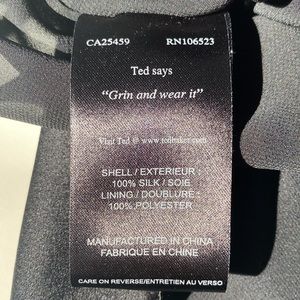 CA25459 RN106523
Ted says
“Grin and wear it”
Visit Ted @ www.tedbaker.com
SHELL / EXTERIEUR :
100% SILK / SOIE
LINING / DOUBLURE :
100% POLYESTER
MANUFACTURED IN CHINA
FABRIQUE EN CHINE
CARE ON REVERSE/ENTRETIEN AU VERSO